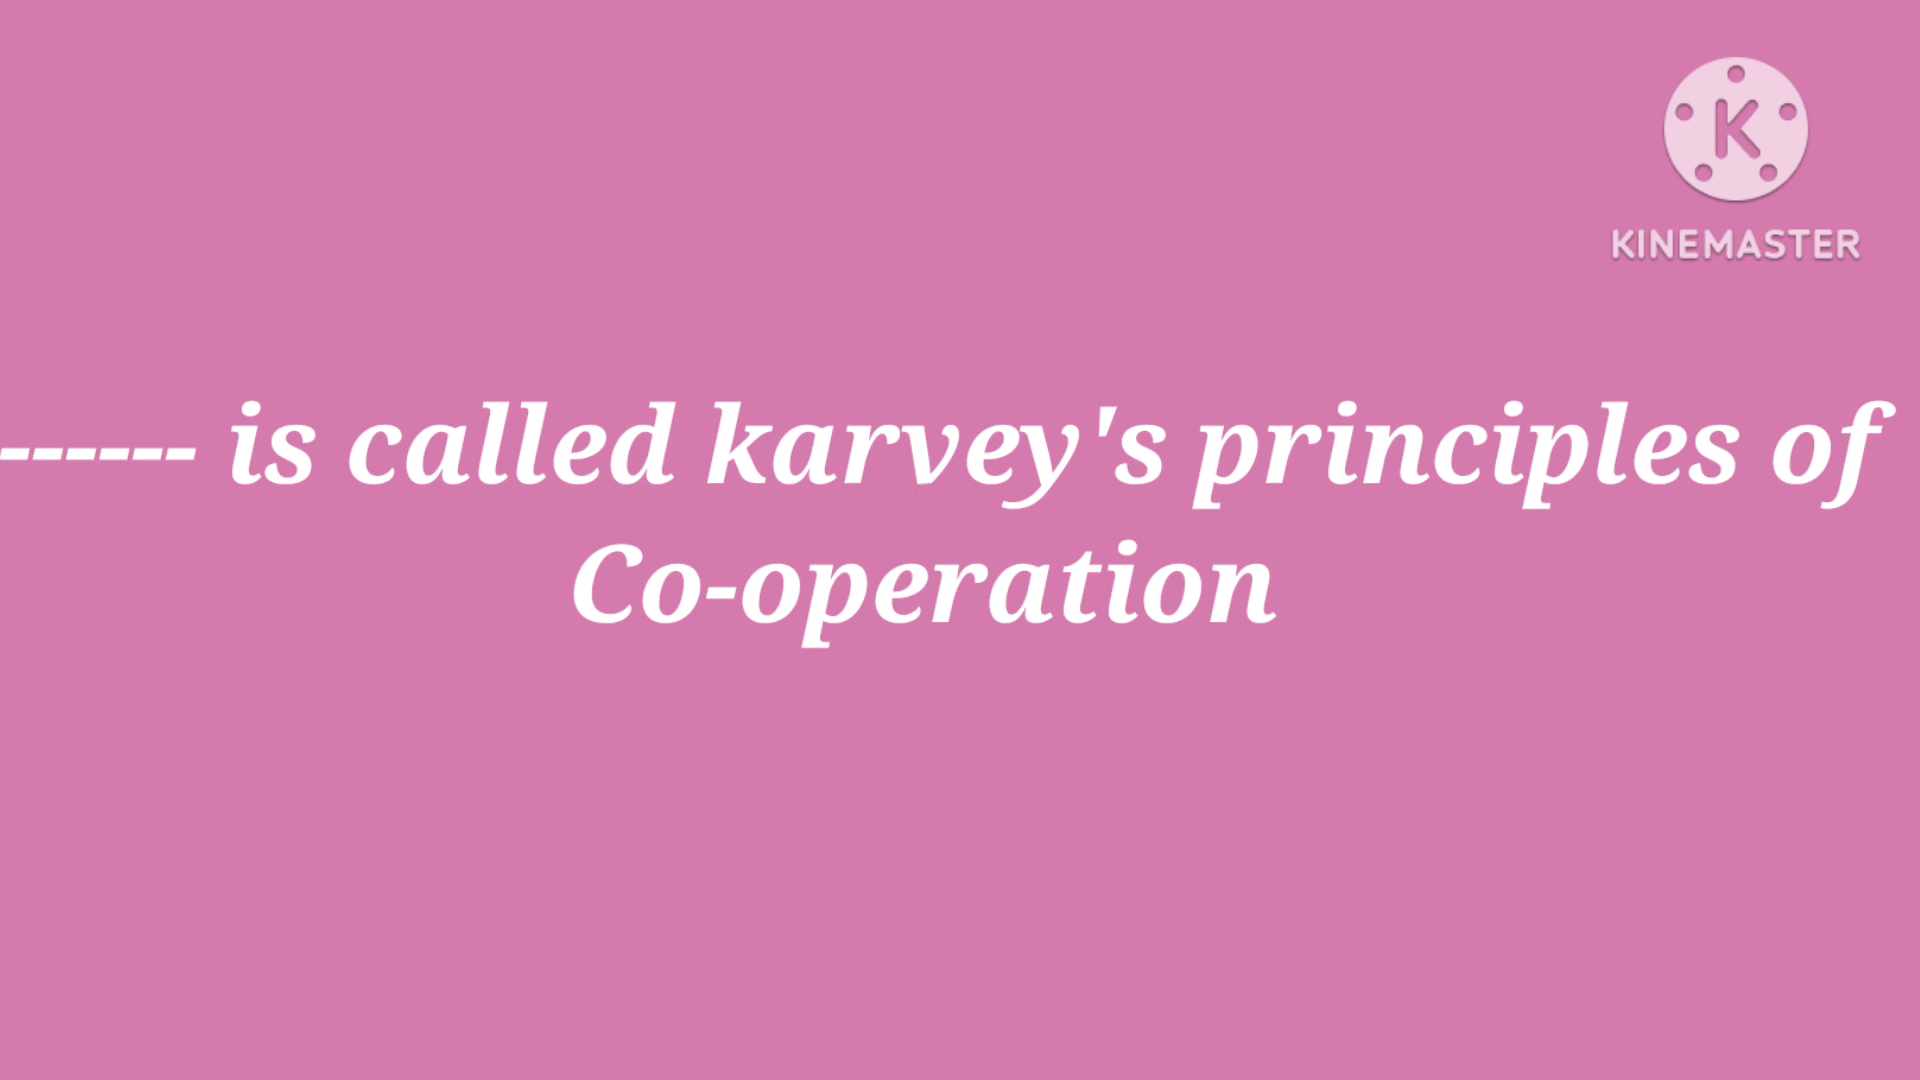 KINEMASTER
------ is called karvey's principles of
Co-operation